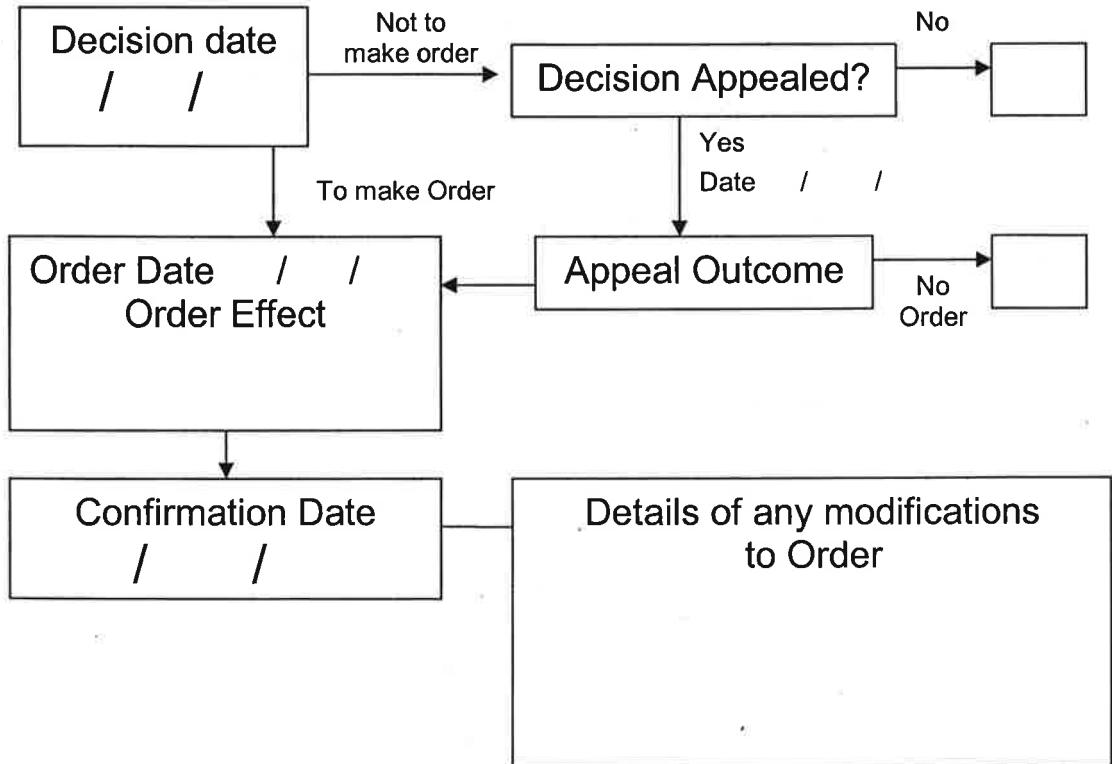 Decision date
/ /
Not to
make order
Decision Appealed?
No
Yes
Date / /
To make Order
Order Date / /
Order Effect
Appeal Outcome
No
Order
Confirmation Date
/ /
Details of any modifications
to Order